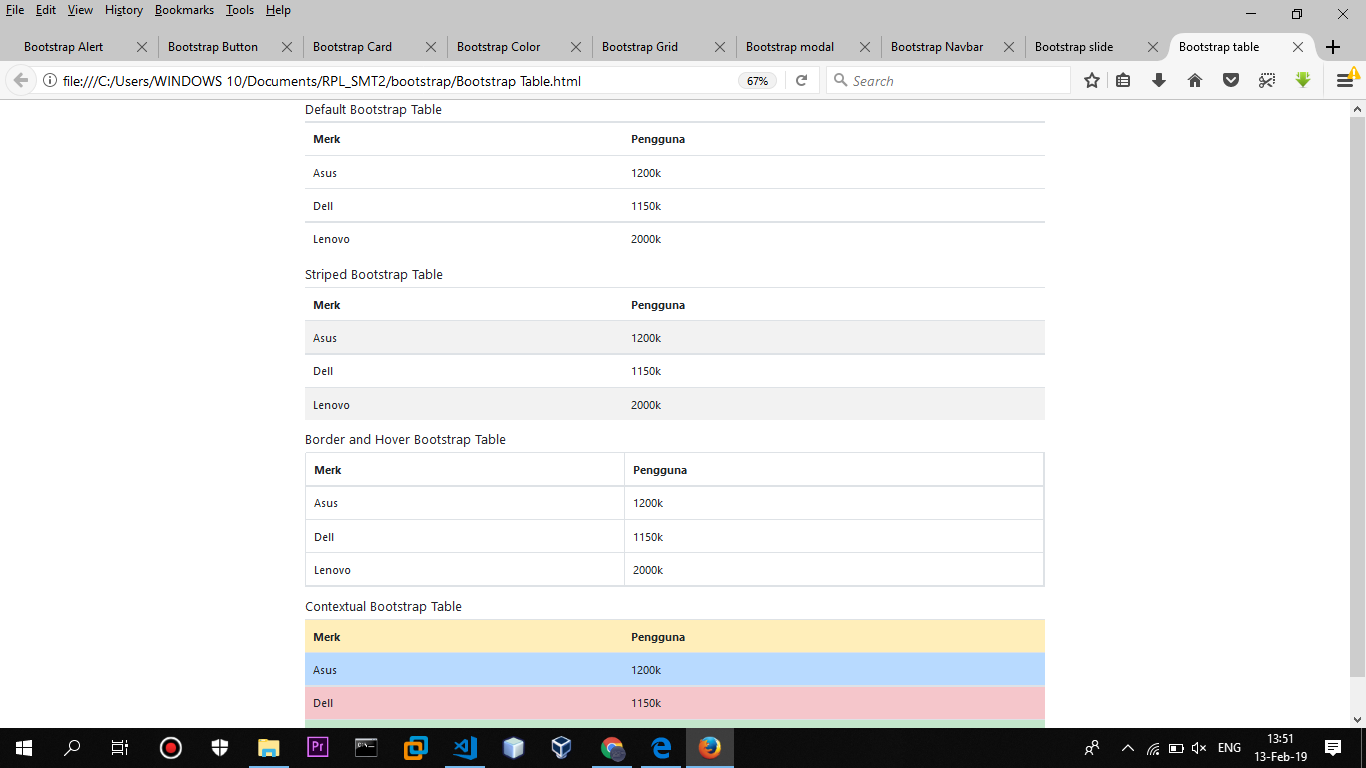 File Edit View History Bookmarks Tools Help
Bootstrap Alert Bootstrap Button Bootstrap Card Bootstrap Color Bootstrap Grid Bootstrap modal Bootstrap Navbar Bootstrap slide Bootstrap table
file:///C:/Users/WINDOWS 10/Documents/RPL_SMT2/bootstrap/Bootstrap Table.html 67% Search
Default Bootstrap Table
Merk Pengguna
Asus 1200k
Dell 1150k
Lenovo 2000k
Striped Bootstrap Table
Merk Pengguna
Asus 1200k
Dell 1150k
Lenovo 2000k
Border and Hover Bootstrap Table
Merk Pengguna
Asus 1200k
Dell 1150k
Lenovo 2000k
Contextual Bootstrap Table
Merk Pengguna
Asus 1200k
Dell 1150k
Pr ENG 13:51
13-Feb-19